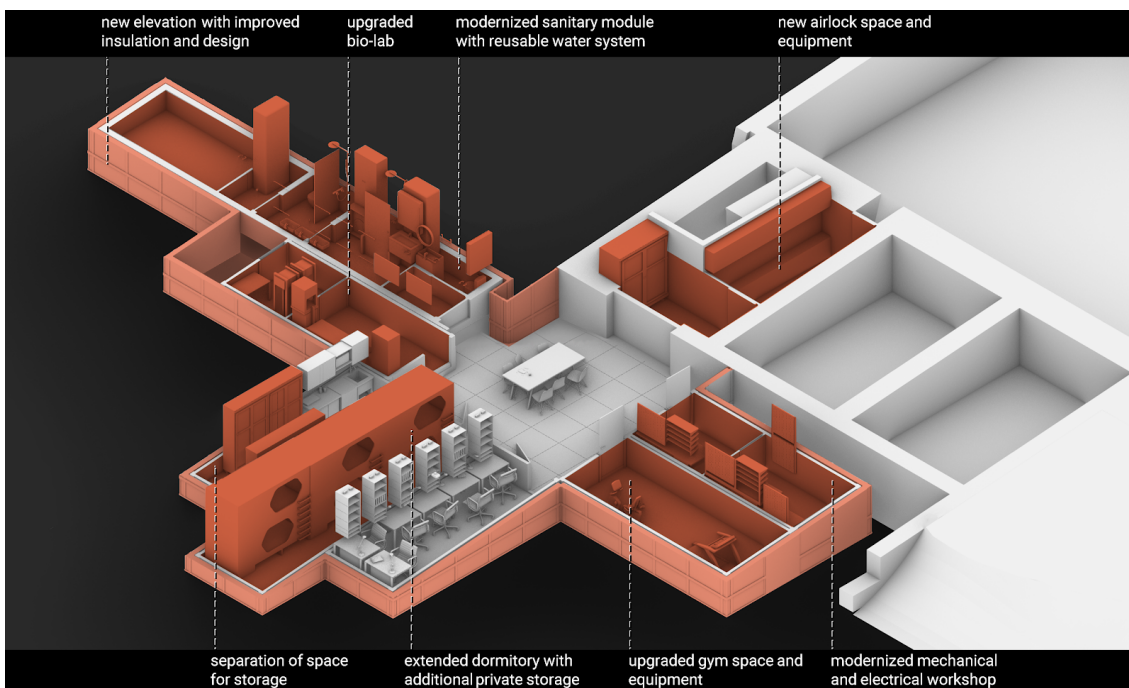 new elevation with improved
insulation and design
upgraded
bio-lab
modernized sanitary module
with reusable water system
new airlock space and
equipment
separation of space
for storage
extended dormitory with
additional private storage
upgraded gym space and
equipment
modernized mechanical
and electrical workshop